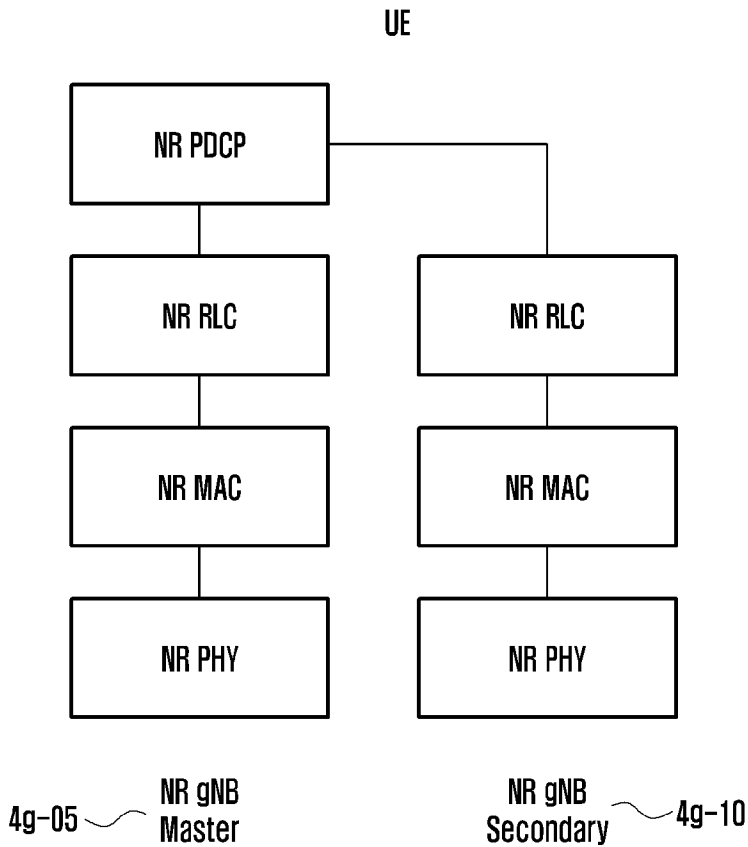 UE
NR PDCP
NR RLC
NR RLC
NR MAC
NR MAC
NR PHY
NR PHY
4g-05
NR gNB
Master
NR gNB
Secondary
4g-10